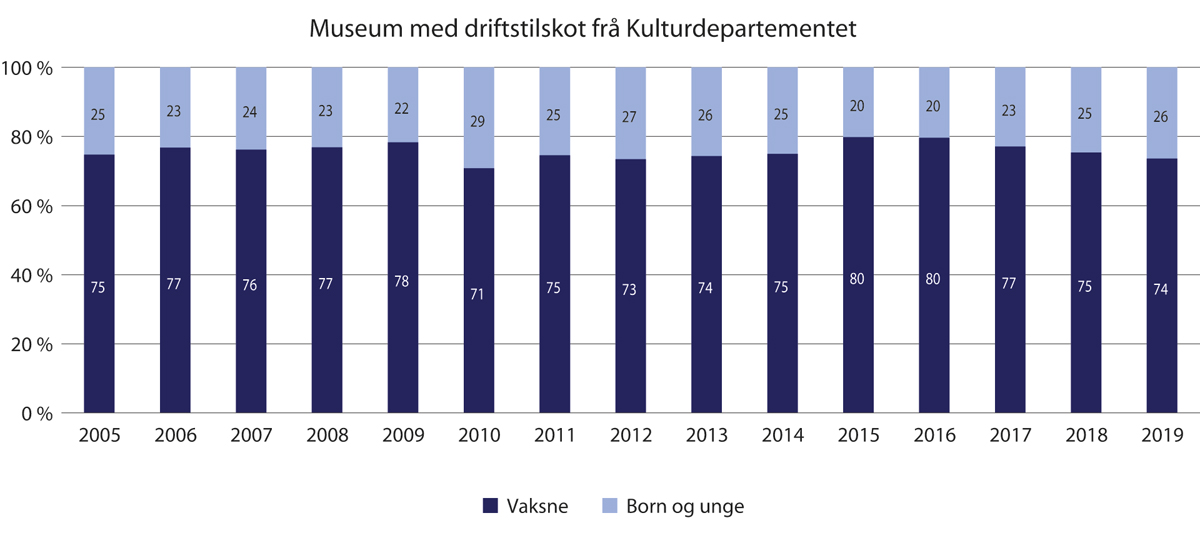 Museum med driftstilskot frå Kulturdepartementet
100 %
80 %
60 %
40 %
20 %
0 %
25 23 24 23 22 29 25 27 26 25 20 20 23 25 26
75 77 76 77 78 71 75 73 74 75 80 80 77 75 74
2005 2006 2007 2008 2009 2010 2011 2012 2013 2014 2015 2016 2017 2018 2019
Vaksne Born og unge